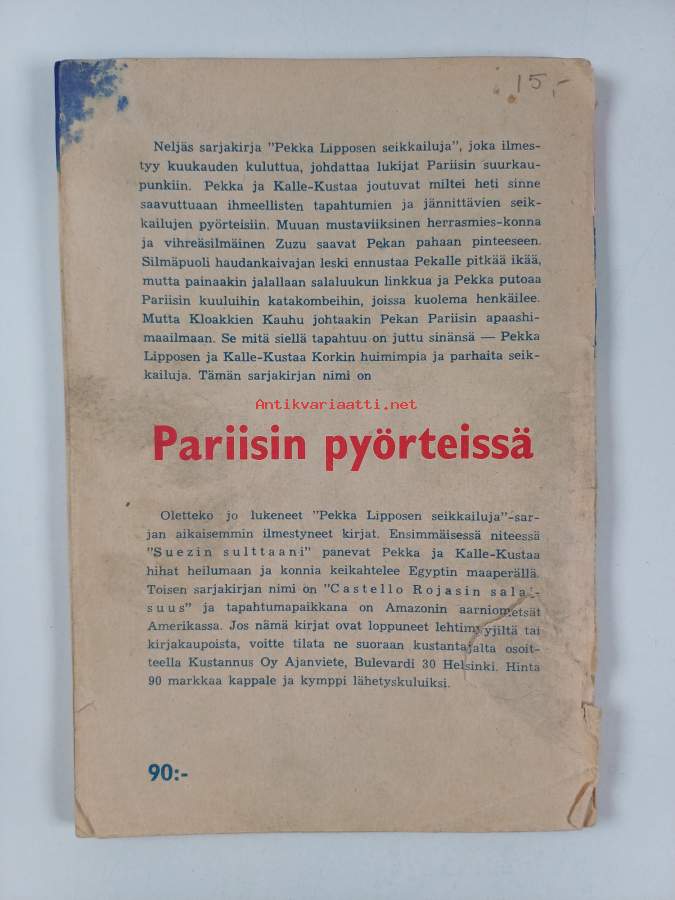 15,-
Neljäs sarjakirja "Pekka Lipposen seikkailuja", joka ilmes-
tyy kuukauden kuluttua, johdattaa lukijat Pariisin suurkau-
punkiin. Pekka ja Kalle-Kustaa joutuvat miltei heti sinne
saavuttuaan ihmeellisten tapahtumien ja jännittävien seik-
kailujen pyörteisiin. Muuan mustaviiksinen herrasmies-konna
ja vihreäsilmäinen Zuzu saavat Pekan pahaan pinteeseen.
Silmäpuoli haudankaivajan leski ennustaa Pekalle pitkää ikää,
mutta painaakin jalallaan salaluukun linkkua ja Pekka putoaa
Pariisin kuuluihin katakombeihin, joissa kuolema henkäilee.
Mutta Kloakkien Kauhu johtaakin Pekan Pariisin apaashi-
maailmaan. Se mitä siellä tapahtuu on juttu sinänsä — Pekka
Lipposen ja Kalle-Kustaa Korkin huimimpia ja parhaita seik-
kailuja. Tämän sarjakirjan nimi on
Antikvariaatti.net
Pariisin pyörteissä
Oletteko jo lukeneet "Pekka Lipposen seikkailuja"-sar-
jan aikaisemmin ilmestyneet kirjat. Ensimmäisessä niteessä
"Suezin sulttaani" panevat Pekka ja Kalle-Kustaa
hihat heilumaan ja konnia keikahtelee Egyptin maaperällä.
Toisen sarjakirjan nimi on "Castello Rojasin salai-
suus" ja tapahtumapaikkana on Amazonin aarniometsät
Amerikassa. Jos nämä kirjat ovat loppuneet lehtimyyjiltä tai
kirjakaupoista, voitte tilata ne suoraan kustantajalta osoit-
teella Kustannus Oy Ajanviete, Bulevardi 30 Helsinki. Hinta
90 markkaa kappale ja kymppi lähetyskuluiksi.
90:-